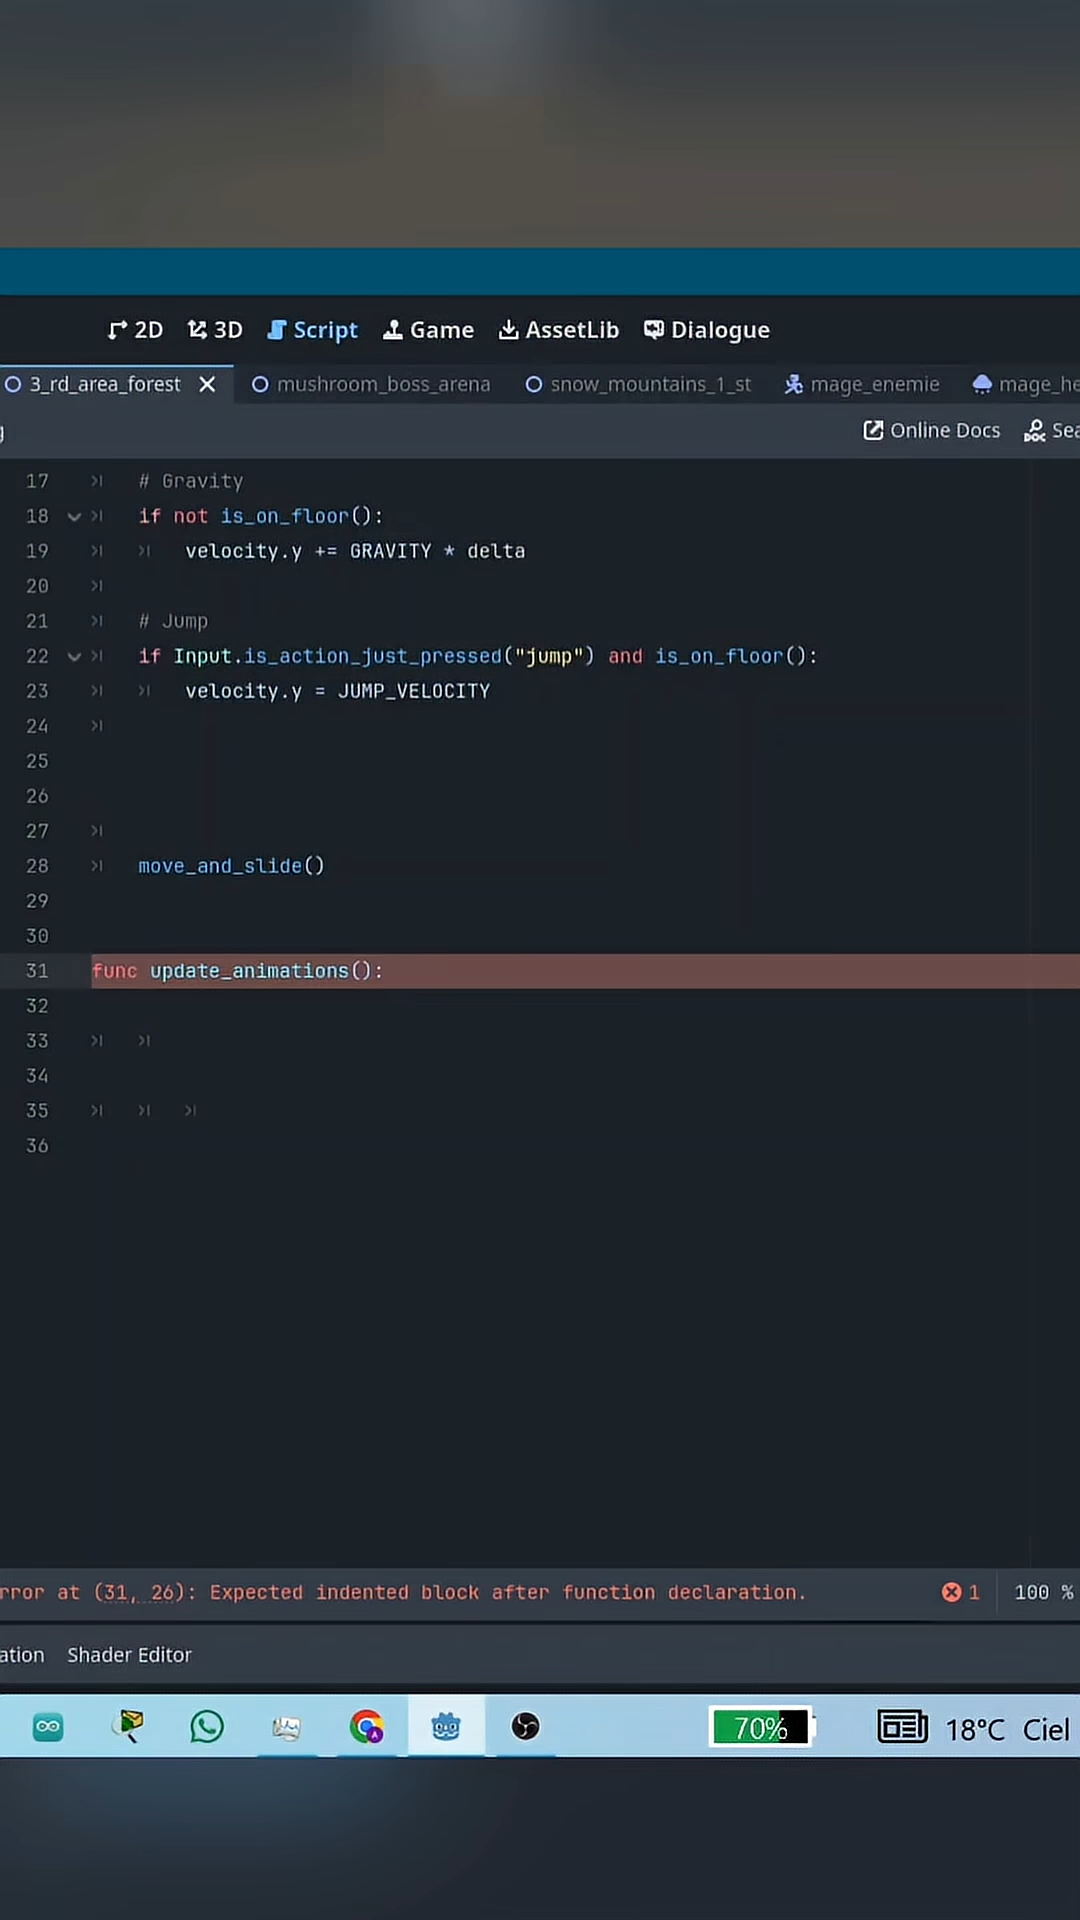 2D 3D Script Game AssetLib Dialogue
3_rd_area_forest mushroom_boss_arena snow_mountains_1_st mage_enemie mage_he
g Online Docs Sea
17 # Gravity
18 if not is_on_floor():
19 velocity.y += GRAVITY * delta
20
21 # Jump
22 if Input.is_action_just_pressed("jump") and is_on_floor():
23 velocity.y = JUMP_VELOCITY
24
25
26
27
28 move_and_slide()
29
30
31 func update_animations():
32
33
34
35
36
rror at (31, 26): Expected indented block after function declaration. 1 100 %
ation Shader Editor
70% 18°C Ciel